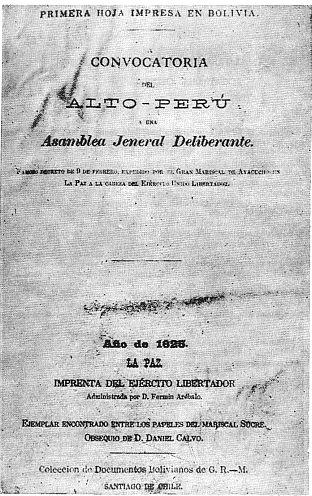 PRIMERA HOJA IMPRESA EN BOLIVIA.
CONVOCATORIA
DEL
ALTO-PERÚ
A UNA
Asamblea Jeneral Deliberante.
FAMOSO DECRETO DE 9 DE FEBRERO, EXPEDIDO POR EL GRAN MARISCAL DE AYACUCHO EN
LA PAZ A LA CABEZA DEL EJÉRCITO UNIDO LIBERTADOR.
Año de 1825.
LA PAZ
IMPRENTA DEL EJÉRCITO LIBERTADOR
Administrada por D. Fermin Arébalo.
EJEMPLAR ENCONTRADO ENTRE LOS PAPELES DEL MARISCAL SUCRE.
OBSEQUIO DE D. DANIEL CALVO.
Coleccion de Documentos Bolivianos de G. R.—M.
SANTIAGO DE CHILE.